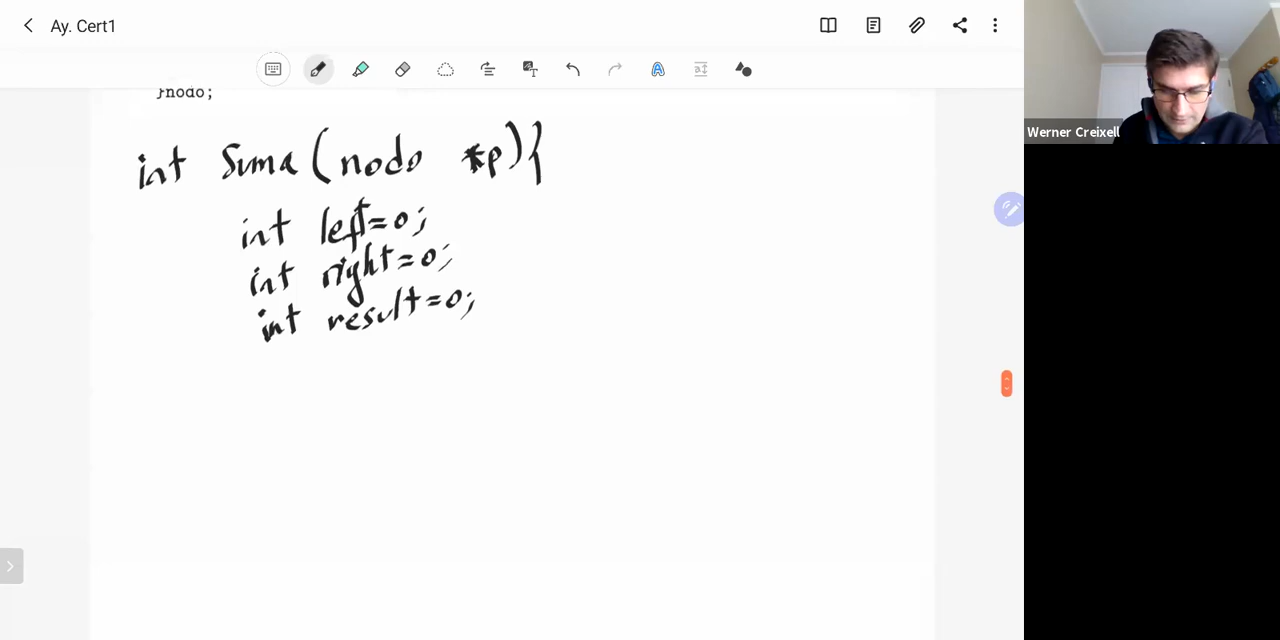 Ay. Cert1
}nodo;
int Suma (nodo *p){
int left=0;
int right=0;
int result=0;
Werner Creixell